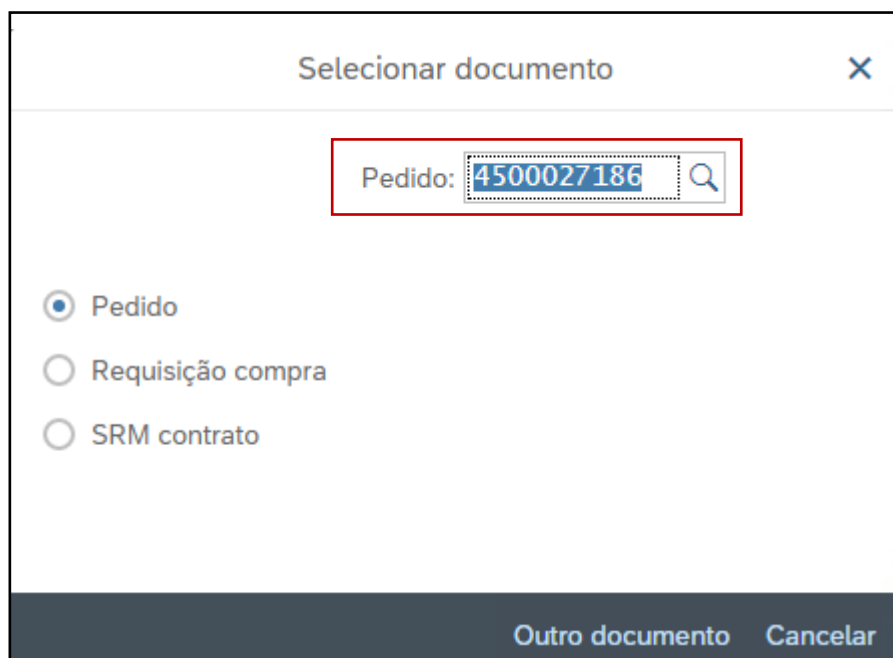 Selecionar documento
Pedido: 4500027186
Pedido
Requisição compra
SRM contrato
Outro documento Cancelar